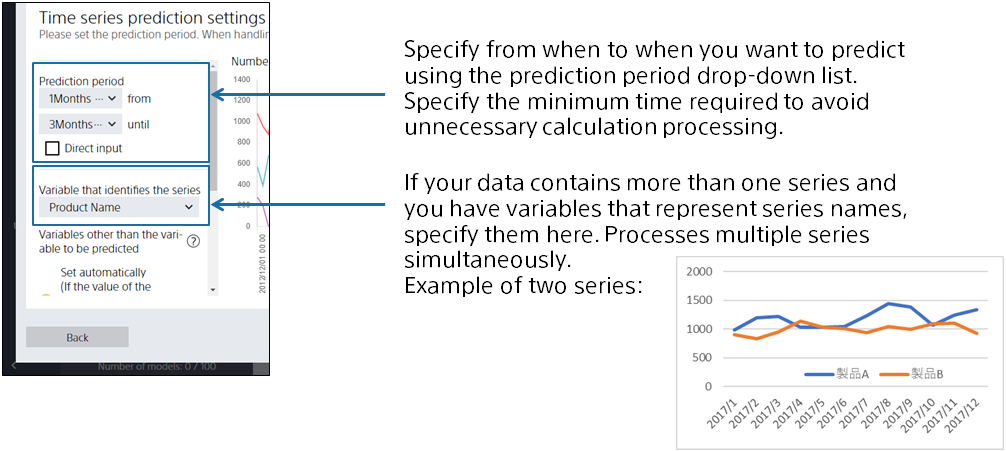 Time series prediction settings
Please set the prediction period. When handlin
Prediction period
1Months ··· from
3Months··· until
Direct input
Variable that identifies the series
Product Name
Variables other than the vari-
able to be predicted
?
Set automatically
(If the value of the
Back
Number of models: 0 / 100
Numbe
1400
1200
1000
800
600
400
200
0
2012/12/01 00:00
Specify from when to when you want to predict
using the prediction period drop-down list.
Specify the minimum time required to avoid
unnecessary calculation processing.
If your data contains more than one series and
you have variables that represent series names,
specify them here. Processes multiple series
simultaneously.
Example of two series:
2000
1500
1000
500
0
製品A 製品B
2017/1 2017/2 2017/3 2017/4 2017/5 2017/6 2017/7 2017/8 2017/9 2017/10 2017/11 2017/12